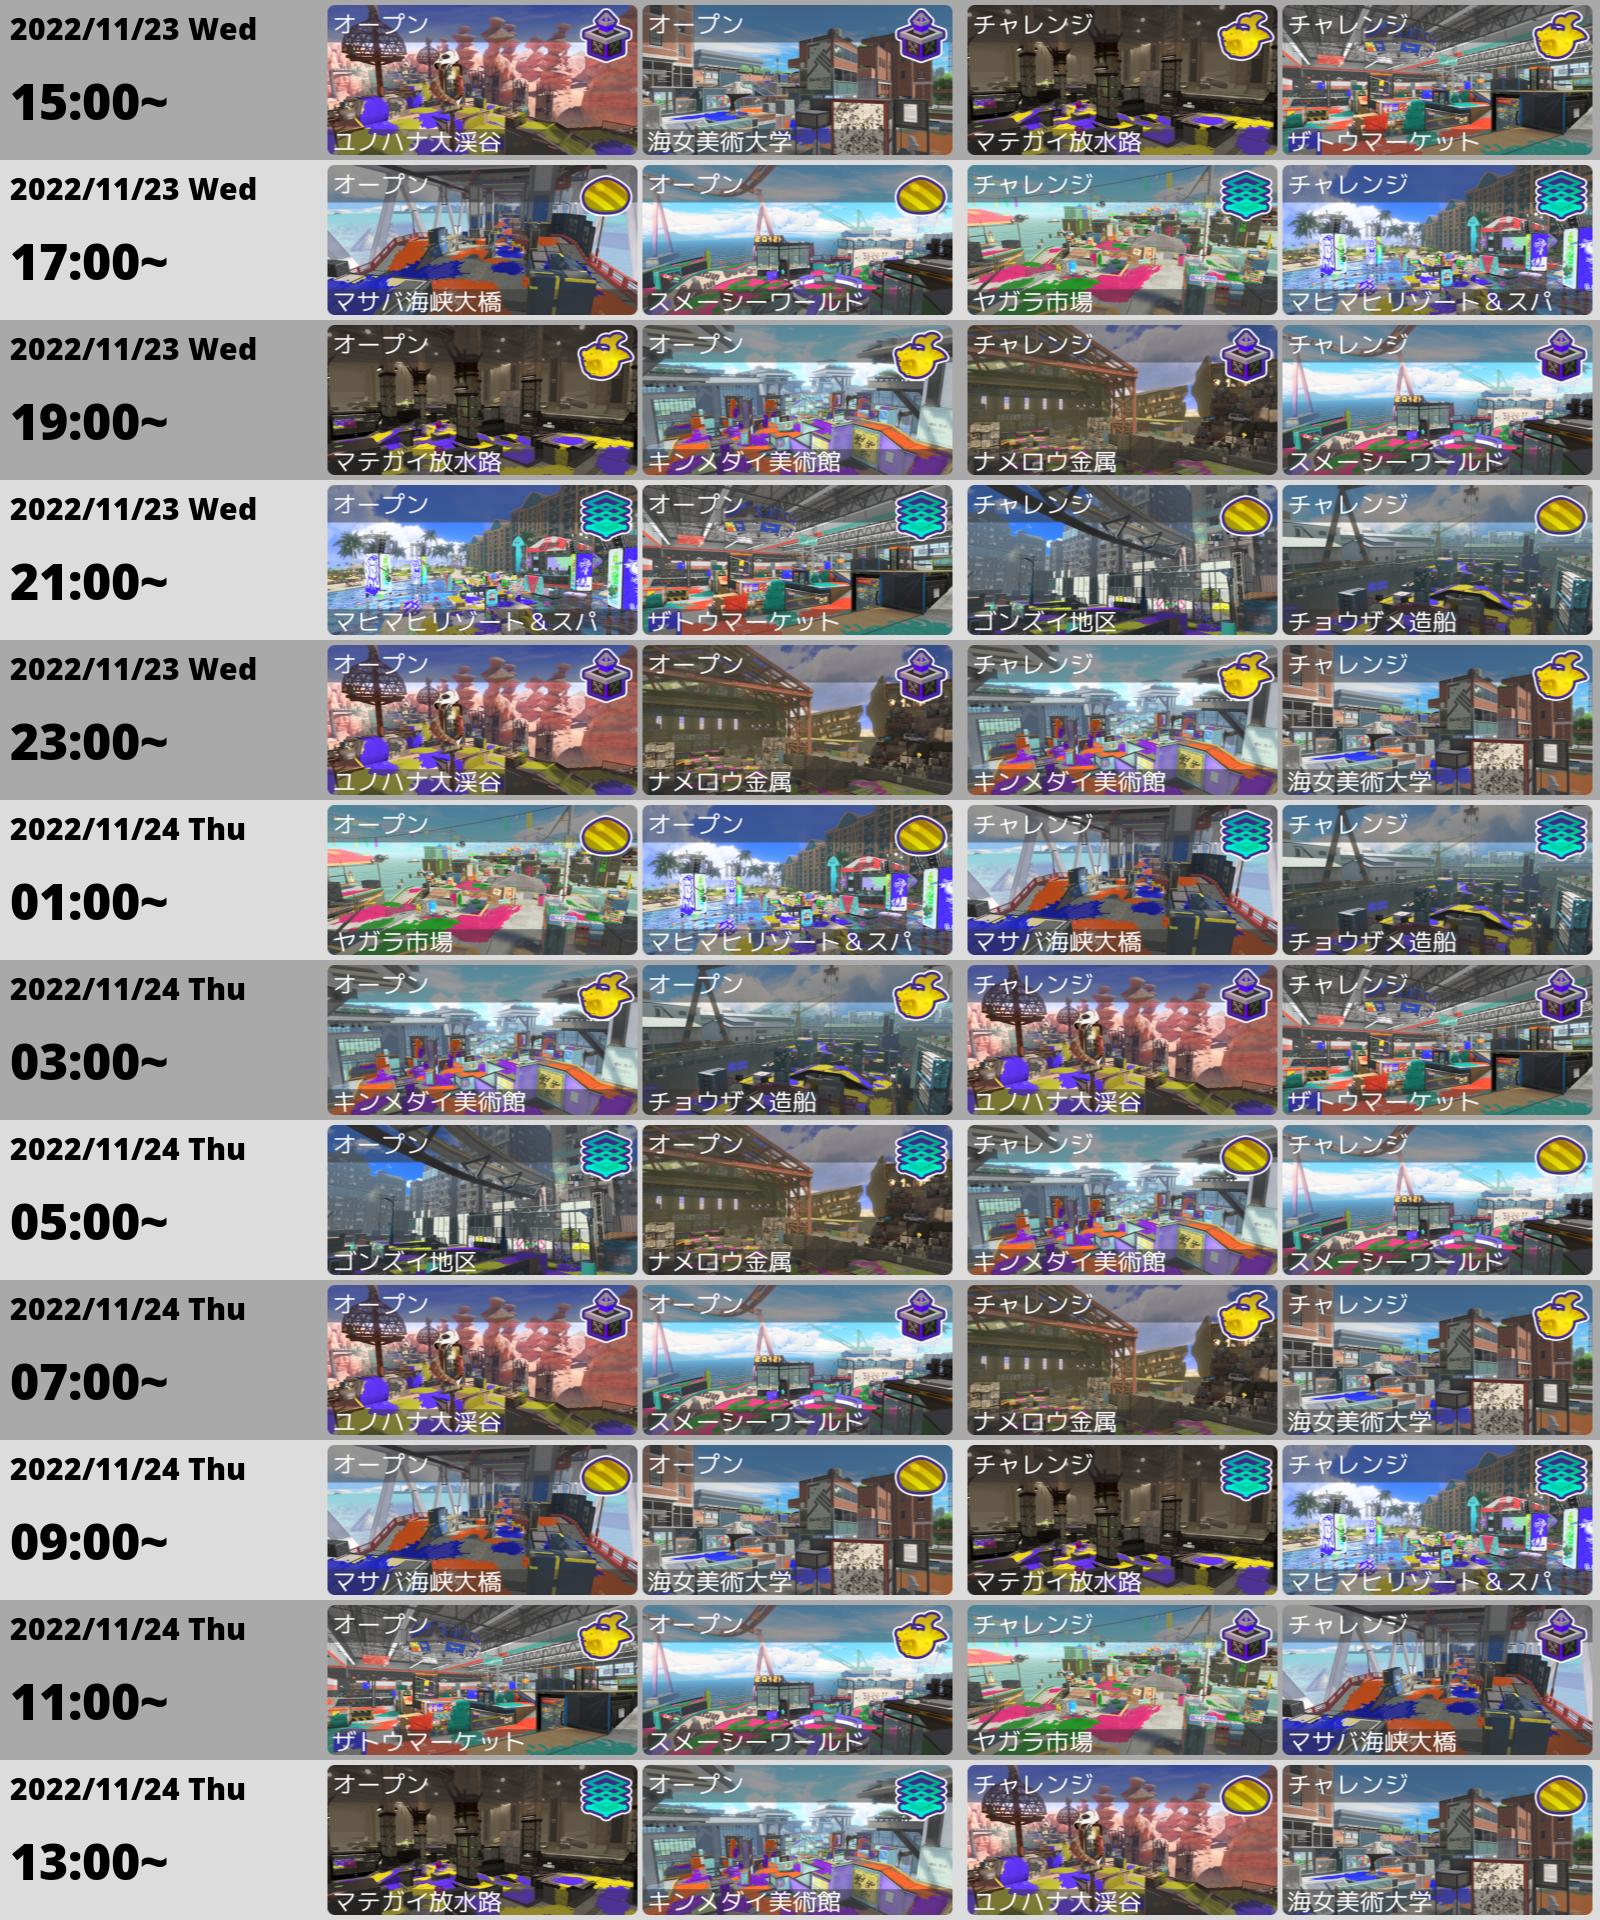 2022/11/23 Wed
15:00~
オープン
ユノハナ大渓谷
オープン
海女美術大学
チャレンジ
マテガイ放水路
チャレンジ
ザトウマーケット
2022/11/23 Wed
17:00~
オープン
マサバ海峡大橋
オープン
スメーシーワールド
チャレンジ
ヤガラ市場
チャレンジ
マヒマヒリゾート&スパ
2022/11/23 Wed
19:00~
オープン
マテガイ放水路
オープン
キンメダイ美術館
チャレンジ
ナメロウ金属
チャレンジ
スメーシーワールド
2022/11/23 Wed
21:00~
オープン
マヒマヒリゾート&スパ
オープン
ザトウマーケット
チャレンジ
ゴンズイ地区
チャレンジ
チョウザメ造船
2022/11/23 Wed
23:00~
オープン
ユノハナ大渓谷
オープン
ナメロウ金属
チャレンジ
キンメダイ美術館
チャレンジ
海女美術大学
2022/11/24 Thu
01:00~
オープン
ヤガラ市場
オープン
マヒマヒリゾート&スパ
チャレンジ
マサバ海峡大橋
チャレンジ
チョウザメ造船
2022/11/24 Thu
03:00~
オープン
キンメダイ美術館
オープン
チョウザメ造船
チャレンジ
ユノハナ大渓谷
チャレンジ
ザトウマーケット
2022/11/24 Thu
05:00~
オープン
ゴンズイ地区
オープン
ナメロウ金属
チャレンジ
キンメダイ美術館
チャレンジ
スメーシーワールド
2022/11/24 Thu
07:00~
オープン
ユノハナ大渓谷
オープン
スメーシーワールド
チャレンジ
ナメロウ金属
チャレンジ
海女美術大学
2022/11/24 Thu
09:00~
オープン
マサバ海峡大橋
オープン
海女美術大学
チャレンジ
マテガイ放水路
チャレンジ
マヒマヒリゾート&スパ
2022/11/24 Thu
11:00~
オープン
ザトウマーケット
オープン
スメーシーワールド
チャレンジ
ヤガラ市場
チャレンジ
マサバ海峡大橋
2022/11/24 Thu
13:00~
オープン
マテガイ放水路
オープン
キンメダイ美術館
チャレンジ
ユノハナ大渓谷
チャレンジ
海女美術大学